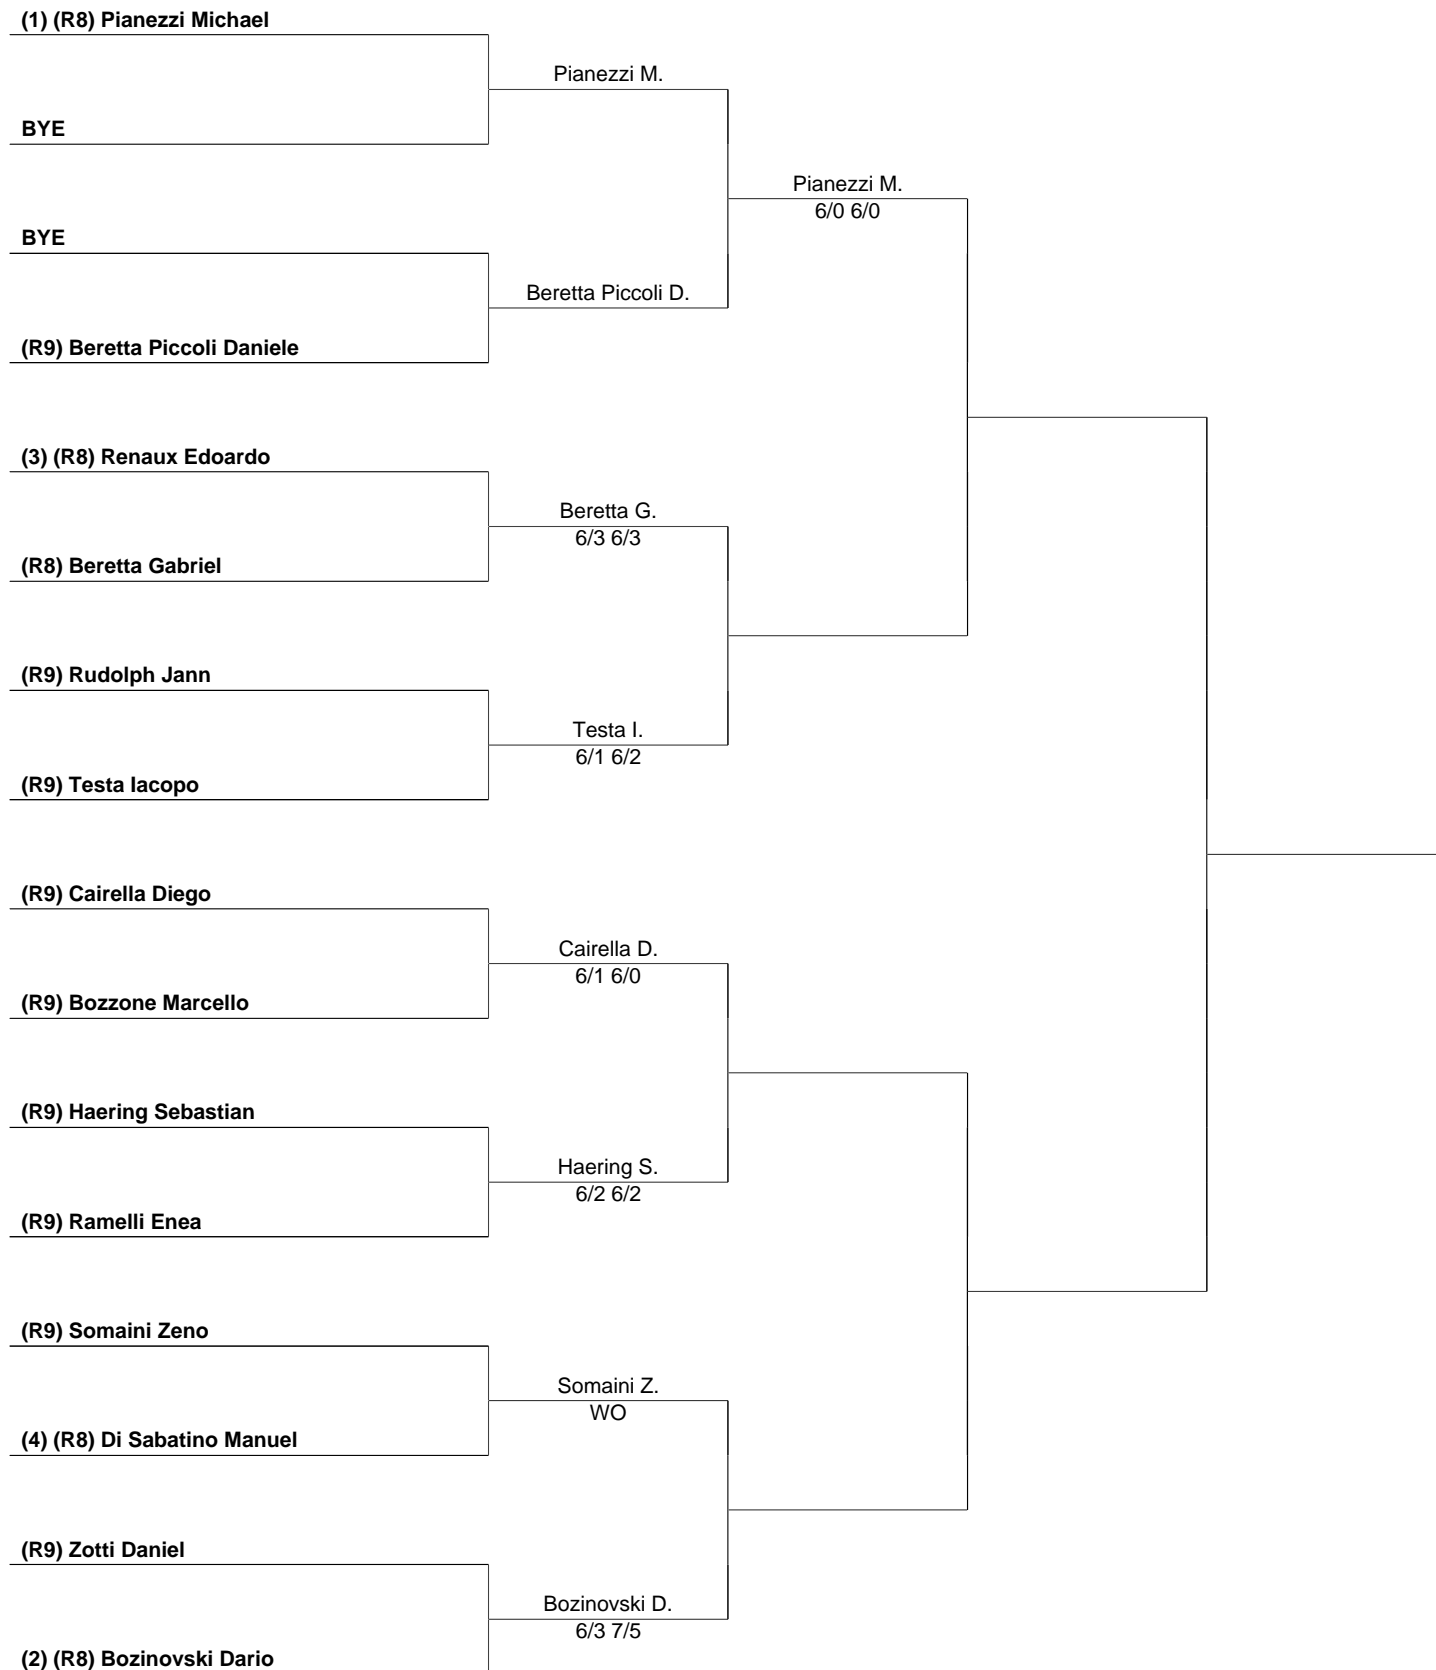 (1) (R8) Pianezzi Michael
Pianezzi M.
BYE
Pianezzi M.
6/0 6/0
BYE
Beretta Piccoli D.
(R9) Beretta Piccoli Daniele
(3) (R8) Renaux Edoardo
Beretta G.
6/3 6/3
(R8) Beretta Gabriel
(R9) Rudolph Jann
Testa I.
6/1 6/2
(R9) Testa Iacopo
(R9) Cairella Diego
Cairella D.
6/1 6/0
(R9) Bozzone Marcello
(R9) Haering Sebastian
Haering S.
6/2 6/2
(R9) Ramelli Enea
(R9) Somaini Zeno
Somaini Z.
WO
(4) (R8) Di Sabatino Manuel
(R9) Zotti Daniel
Bozinovski D.
6/3 7/5
(2) (R8) Bozinovski Dario